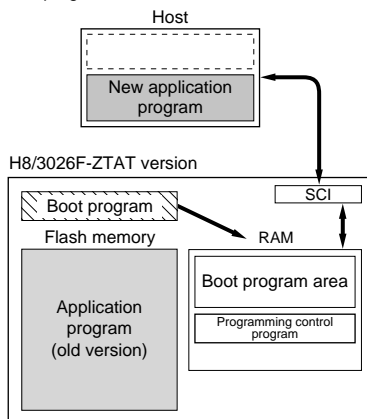 Host
New application
program
H8/3026F-ZTAT version
SCI
Boot program
Flash memory
RAM
Boot program area
Application
program
(old version)
Programming control
program